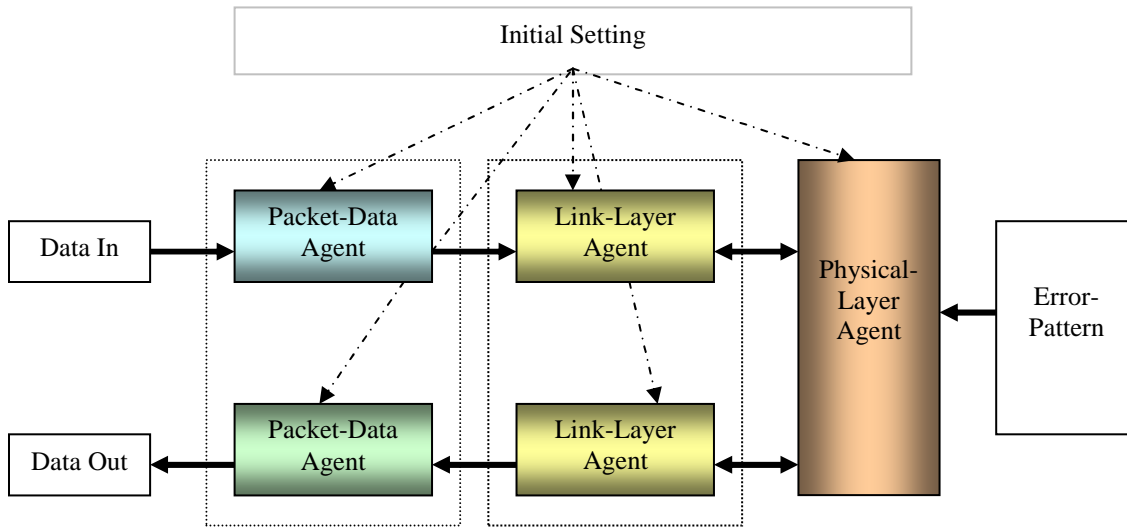 Initial Setting
Packet-Data
Agent
Link-Layer
Agent
Data In
Physical-
Layer
Agent
Error-
Pattern
Packet-Data
Agent
Link-Layer
Agent
Data Out